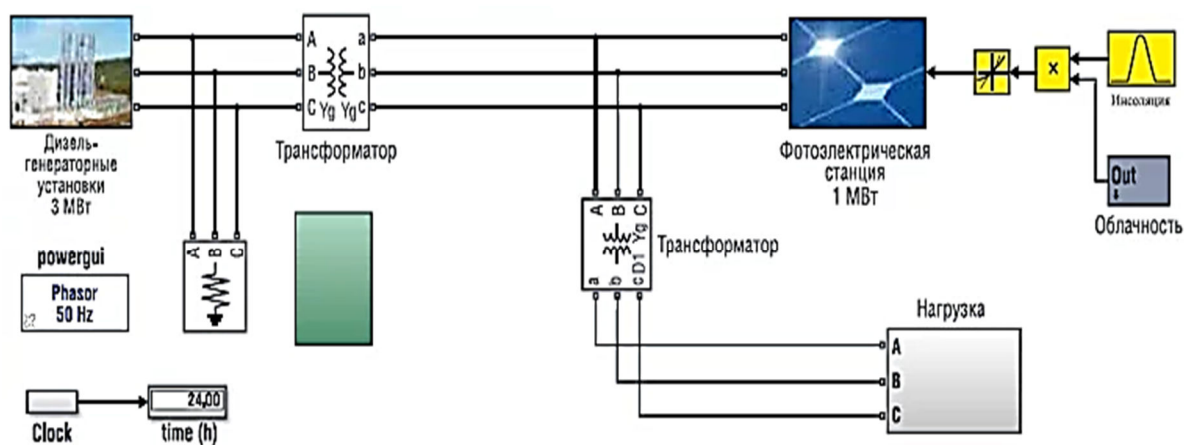 Дизель-
генераторные
установки
3 МВт
A
B
C
Yg Yg
a
b
c
Трансформатор
Фотоэлектрическая
станция
1 МВт
x
Инсоляция
Out
Облачность
A B C
Yg
D1
a b c
Трансформатор
A B C
powergui
Phasor
50 Hz
Нагрузка
A
B
C
24,00
Clock
time (h)